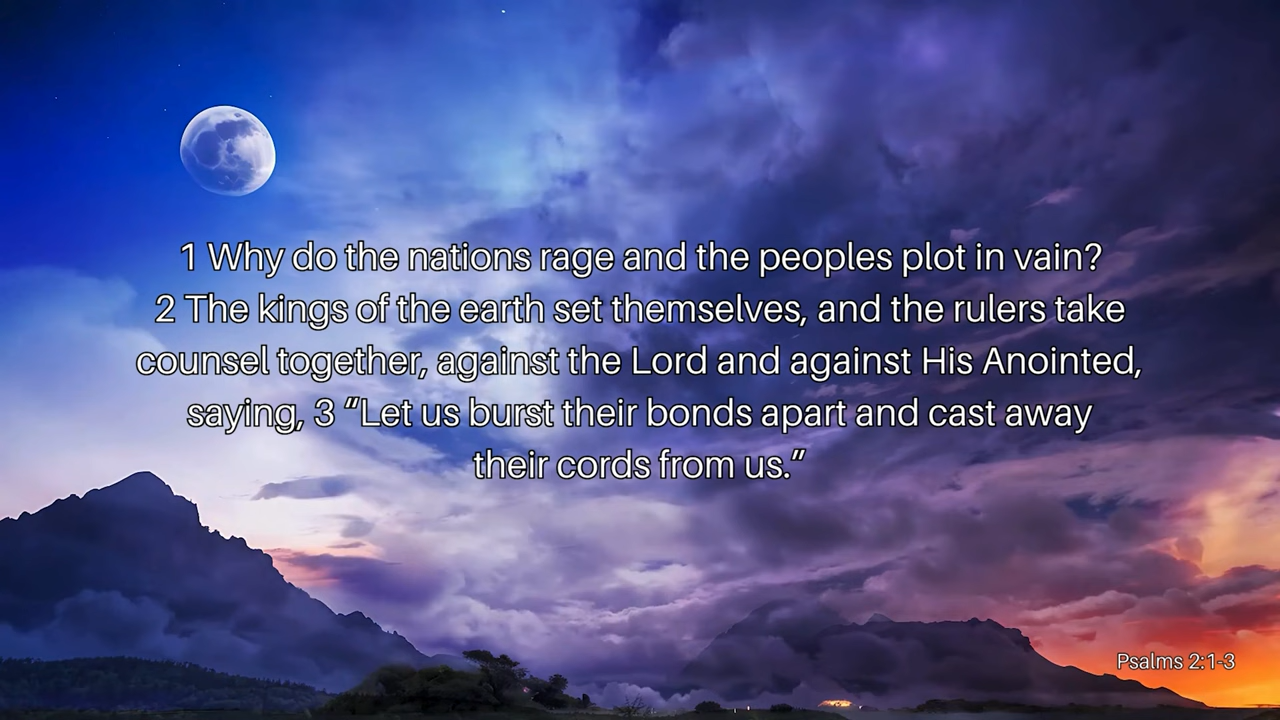 1 Why do the nations rage and the peoples plot in vain?
2 The kings of the earth set themselves, and the rulers take
counsel together, against the Lord and against His Anointed,
saying, 3 “Let us burst their bonds apart and cast away
their cords from us.”
Psalms 2:1-3